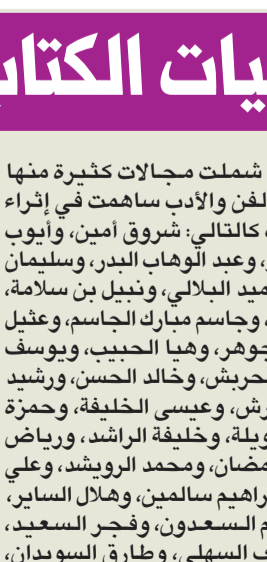 يات الكتاب
شملت مجالات كثيرة منها
لفن والأدب ساهمت في إثراء
كالتالي: شروق أمين، وأيوب
وعبد الوهاب البدر، وسليمان
ميد البلالي، ونبيل بن سلامة،
وجاسم مبارك الجاسم، وعثيل
جوهر، وهيا الحبيب، ويوسف
حربش، وخالد الحسن، ورشيد
رش، وعيسى الخليفة، وحمزة
ويلة، وخليفة الراشد، ورياض
مضان، ومحمد الرويشد، وعلي
راهيم سالمين، وهلال الساير،
م السعدون، وفجر السعيد،
ف السهلي، وطارق السويدان،